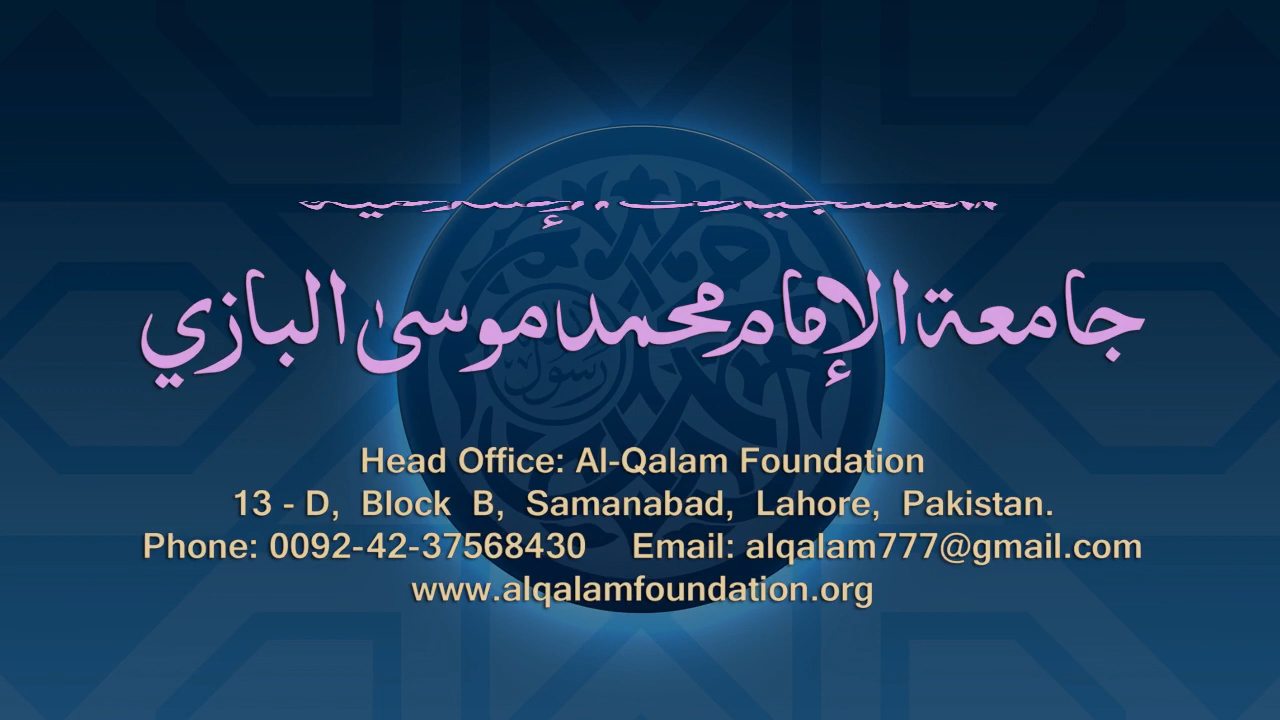 جامعة الإمام محمد موسىٰ البازي
Head Office: Al-Qalam Foundation
13 - D, Block B, Samanabad, Lahore, Pakistan.
Phone: 0092-42-37568430 Email: alqalam777@gmail.com
www.alqalamfoundation.org